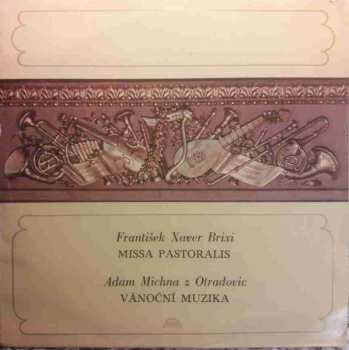 František Xaver Brixi
MISSA PASTORALIS
Adam Michna z Otradovic
VÁNOČNÍ MUZIKA